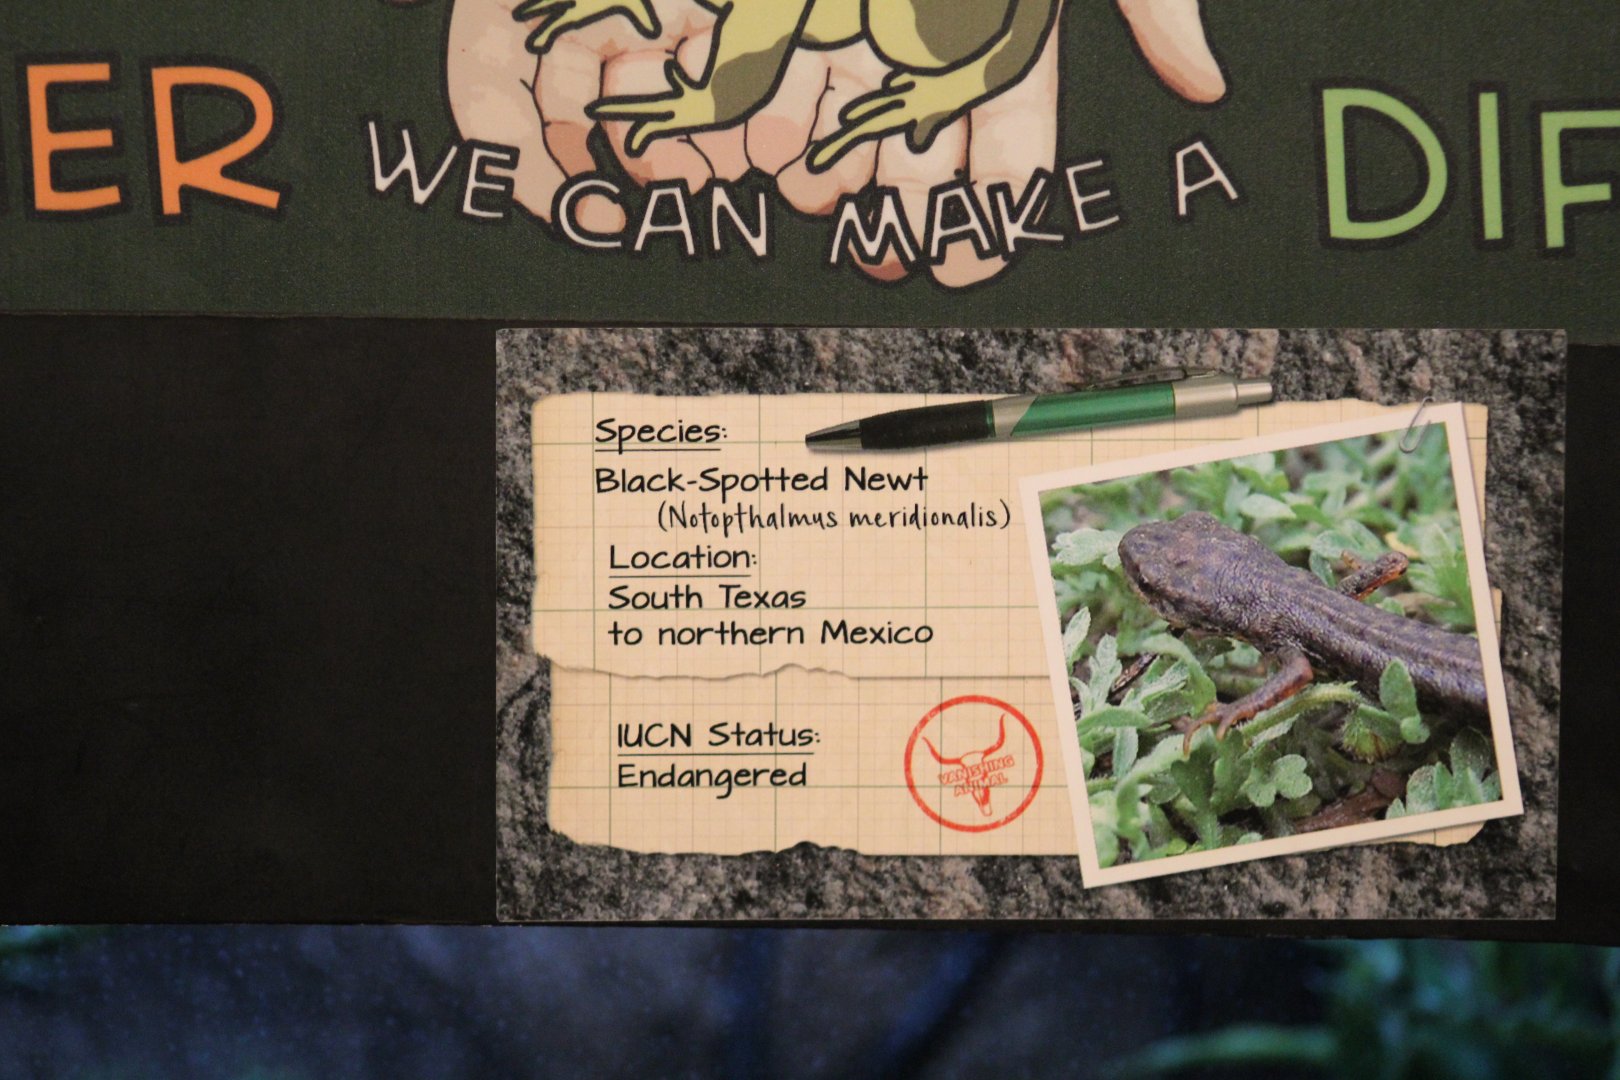 ER WE CAN MAKE A DIF
Species:
Black-Spotted Newt
(Notopthalmus meridionalis)
Location:
South Texas
to northern Mexico
IUCN Status:
Endangered
VANISHING
ANIMAL